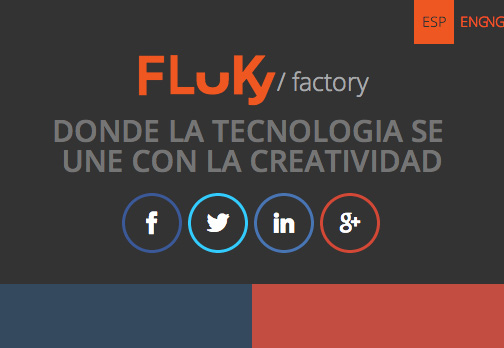 ESP ENGNG
FLuKy / factory
DONDE LA TECNOLOGIA SE
UNE CON LA CREATIVIDAD
f in g+